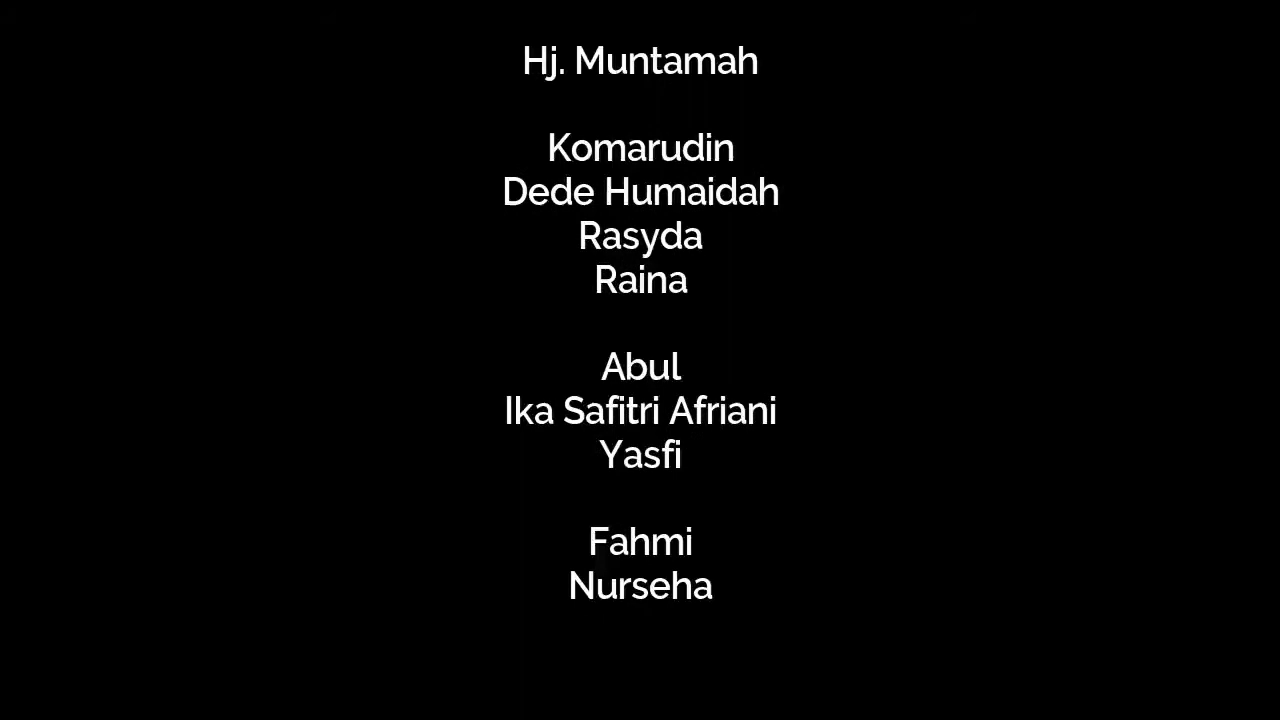 Hj. Muntamah
Komarudin
Dede Humaidah
Rasyda
Raina
Abul
Ika Safitri Afriani
Yasfi
Fahmi
Nurseha